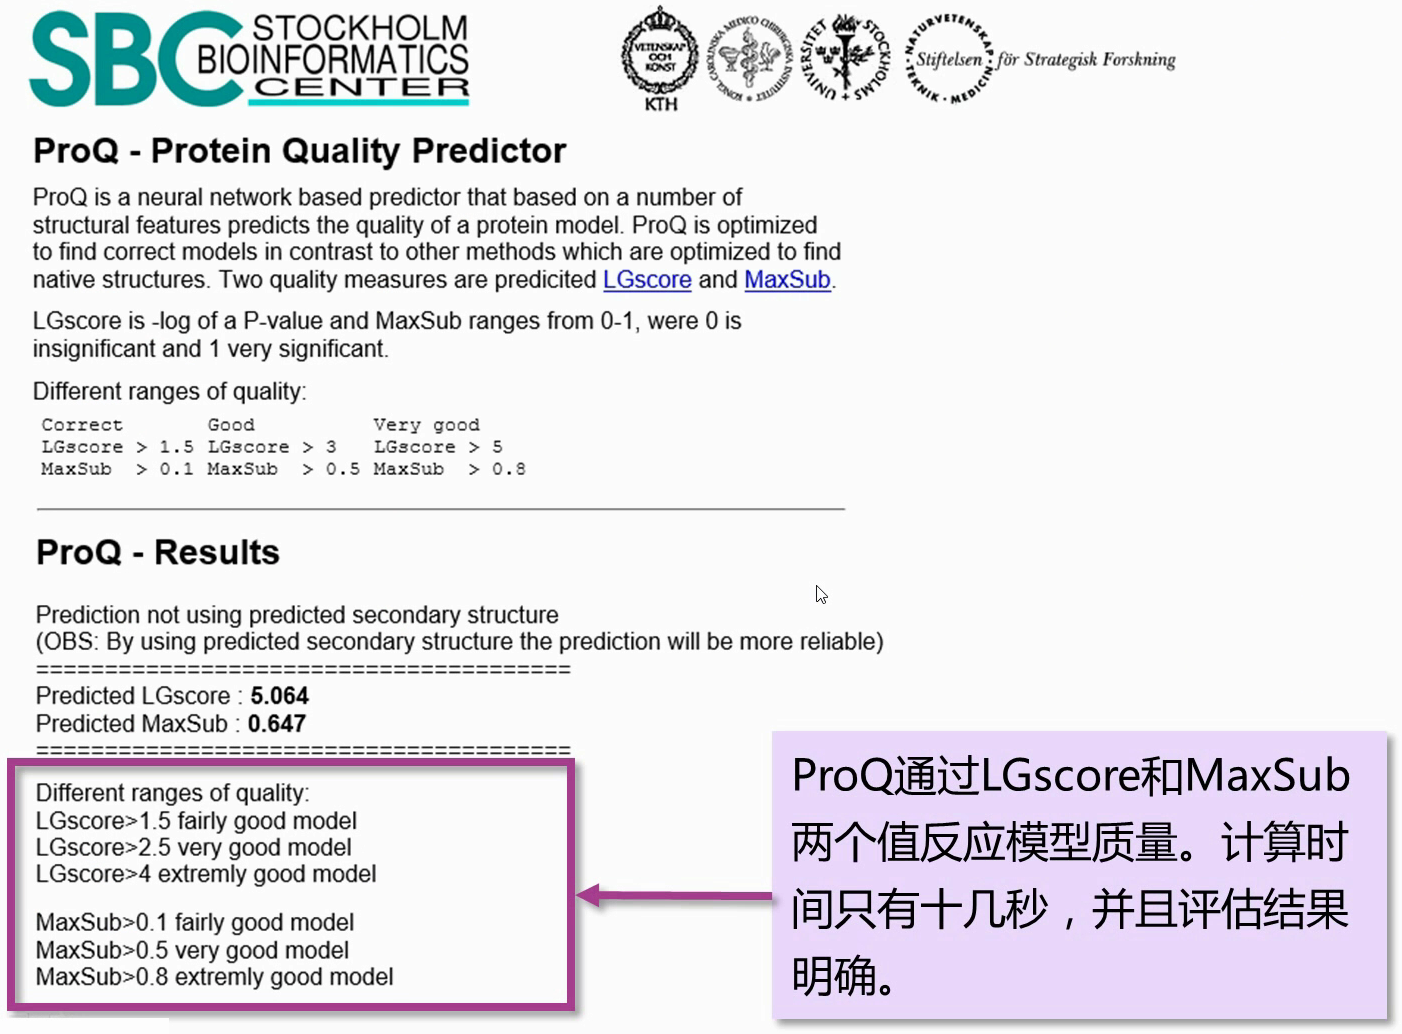 SBC STOCKHOLM
BIOINFORMATICS
CENTER
VETENSKAP
OCH
KONST
KTH
STOCKHOLMS UNIVERSITET
NATURVETENSKAP
TEKNIK • MEDICIN
Stiftelsen för Strategisk Forskning
ProQ - Protein Quality Predictor
ProQ is a neural network based predictor that based on a number of
structural features predicts the quality of a protein model. ProQ is optimized
to find correct models in contrast to other methods which are optimized to find
native structures. Two quality measures are predicited LGscore and MaxSub.
LGscore is -log of a P-value and MaxSub ranges from 0-1, were 0 is
insignificant and 1 very significant.
Different ranges of quality:
Correct Good Very good
LGscore > 1.5 LGscore > 3 LGscore > 5
MaxSub > 0.1 MaxSub > 0.5 MaxSub > 0.8
ProQ - Results
Prediction not using predicted secondary structure
(OBS: By using predicted secondary structure the prediction will be more reliable)
=======================================
Predicted LGscore : 5.064
Predicted MaxSub : 0.647
=======================================
Different ranges of quality:
LGscore>1.5 fairly good model
LGscore>2.5 very good model
LGscore>4 extremly good model
MaxSub>0.1 fairly good model
MaxSub>0.5 very good model
MaxSub>0.8 extremly good model
ProQ通过LGscore和MaxSub
两个值反应模型质量。计算时
间只有十几秒，并且评估结果
明确。